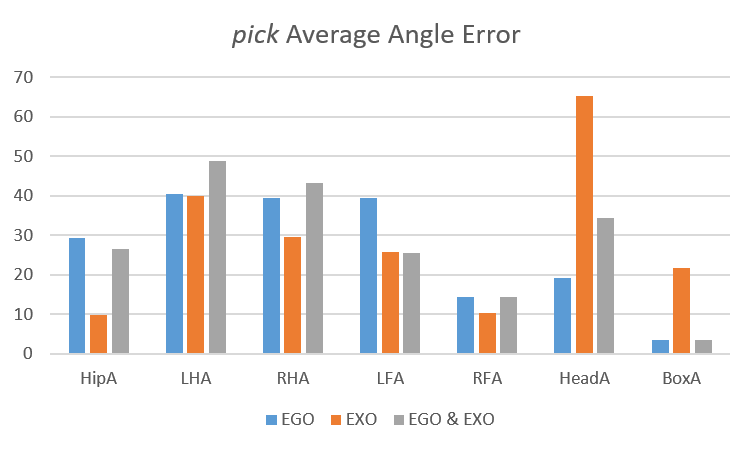 pick Average Angle Error
70
60
50
40
30
20
10
0
HipA LHA RHA LFA RFA HeadA BoxA
EGO EXO EGO & EXO